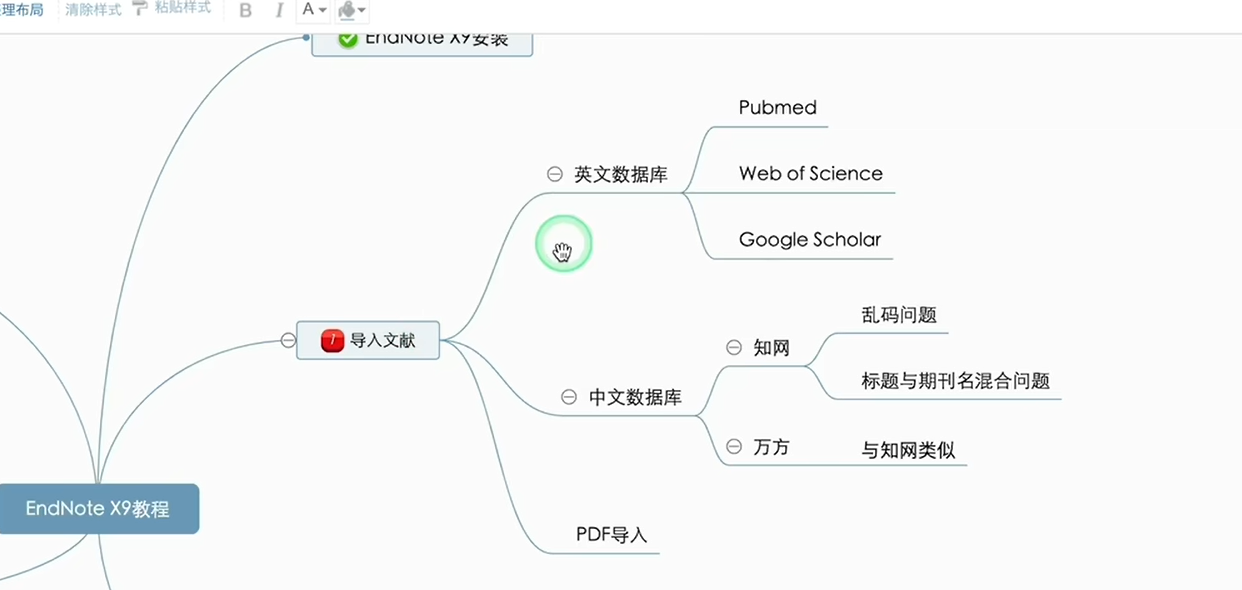 理布局 清除样式 粘贴样式 B I A
EndNote X9安装
Pubmed
英文数据库
Web of Science
Google Scholar
乱码问题
导入文献
知网
标题与期刊名混合问题
中文数据库
万方
与知网类似
EndNote X9教程
PDF导入